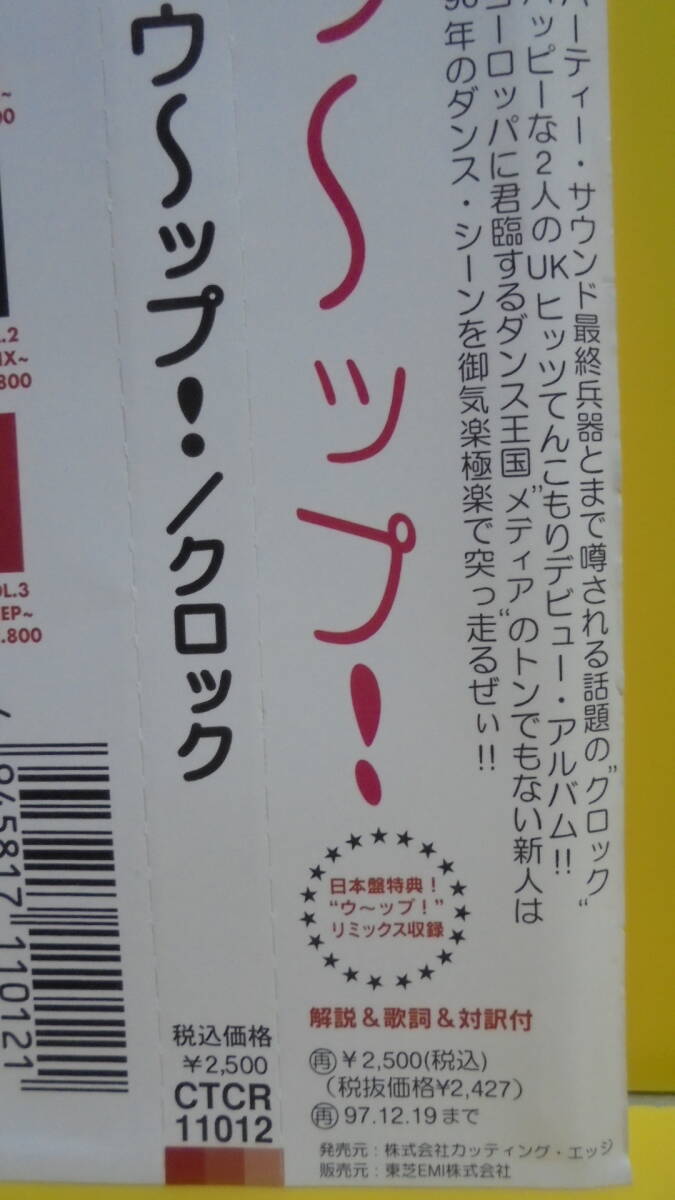 ーティー・サウンド最終兵器とまで噂される話題の"クロック"
ッピーな2人のUKヒッツてんこもりデビュー・アルバム!!
ーロッパに君臨するダンス王国"メディア"のトンでもない新人は
年のダンス・シーンを御気楽極楽で突っ走るぜぃ!!
〜ップ!
日本盤特典!
“ウ〜ップ!”
リミックス収録
解説&歌詞&対訳付
再¥2,500(税込)
(税抜価格¥2,427)
再97.12.19まで
発売元:株式会社カッティング・エッジ
販売元:東芝EMI株式会社
ウ〜ップ!/クロック
税込価格
¥2,500
CTCR
11012
.2
IX~
800
OL.3
EP~
.800
945817 110121